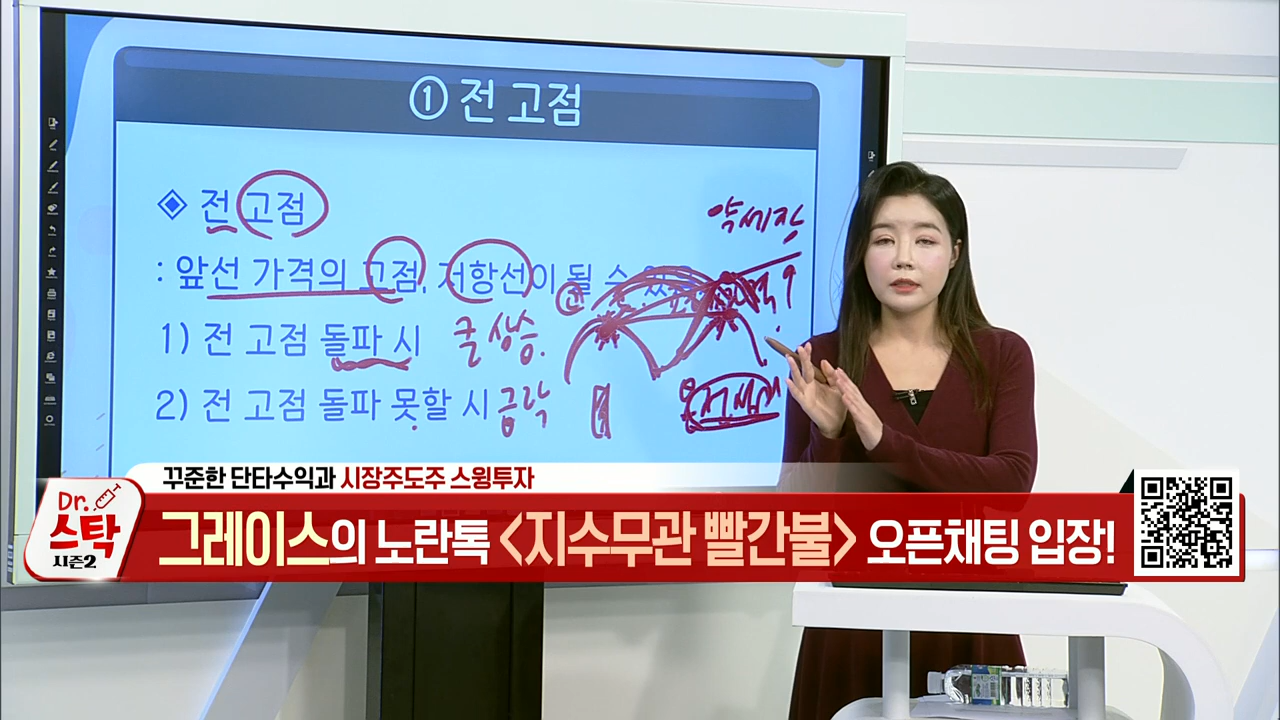 ① 전 고점
◈ 전 고점
: 앞선 가격의 고점, 저항선이 될 수 있
1) 전 고점 돌파 시 큰 상승.
2) 전 고점 돌파 못할 시 급락
약세장
꾸준한 단타수익과 시장주도주 스윙투자
Dr.
스탁
시즌2
그레이스의 노란톡 <지수무관 빨간불> 오픈채팅 입장!